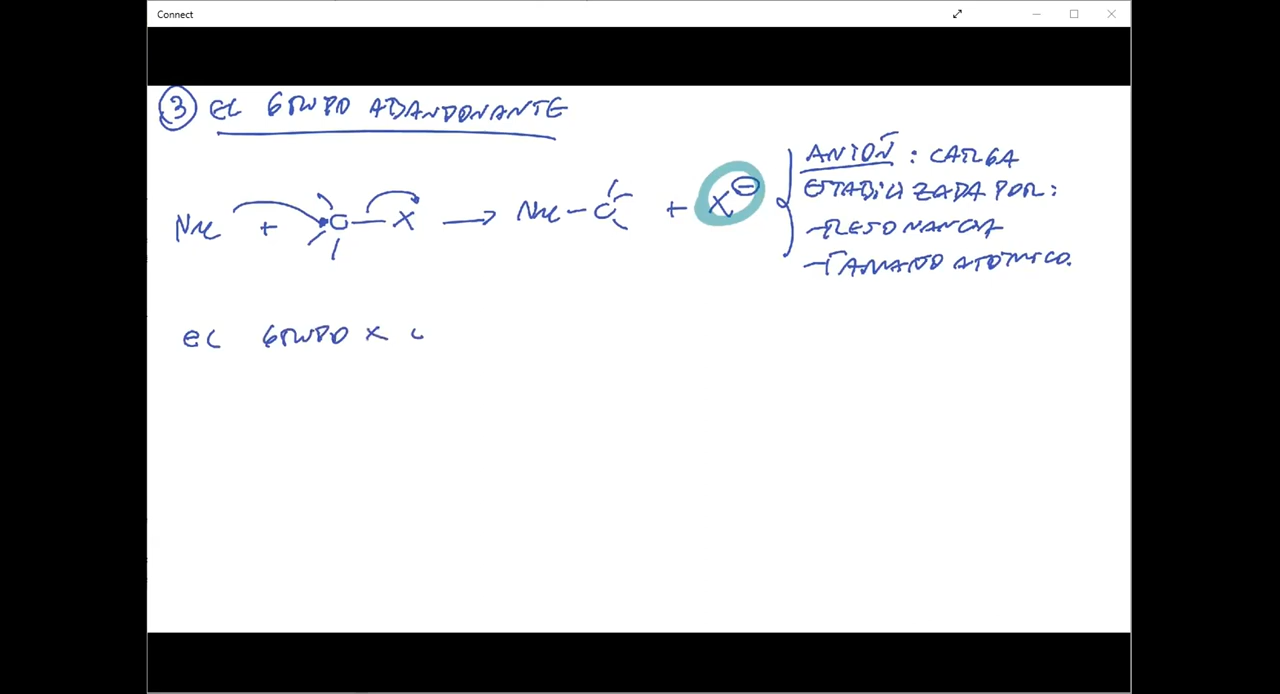 Connect
③ EL GRUPO ABANDONANTE
ANIÓN : CARGA
ESTABILIZADA POR:
Nu + C — X → Nu – C + X⊖
– RESONANCIA
– TAMAÑO ATÓMICO.
EL GRUPO X